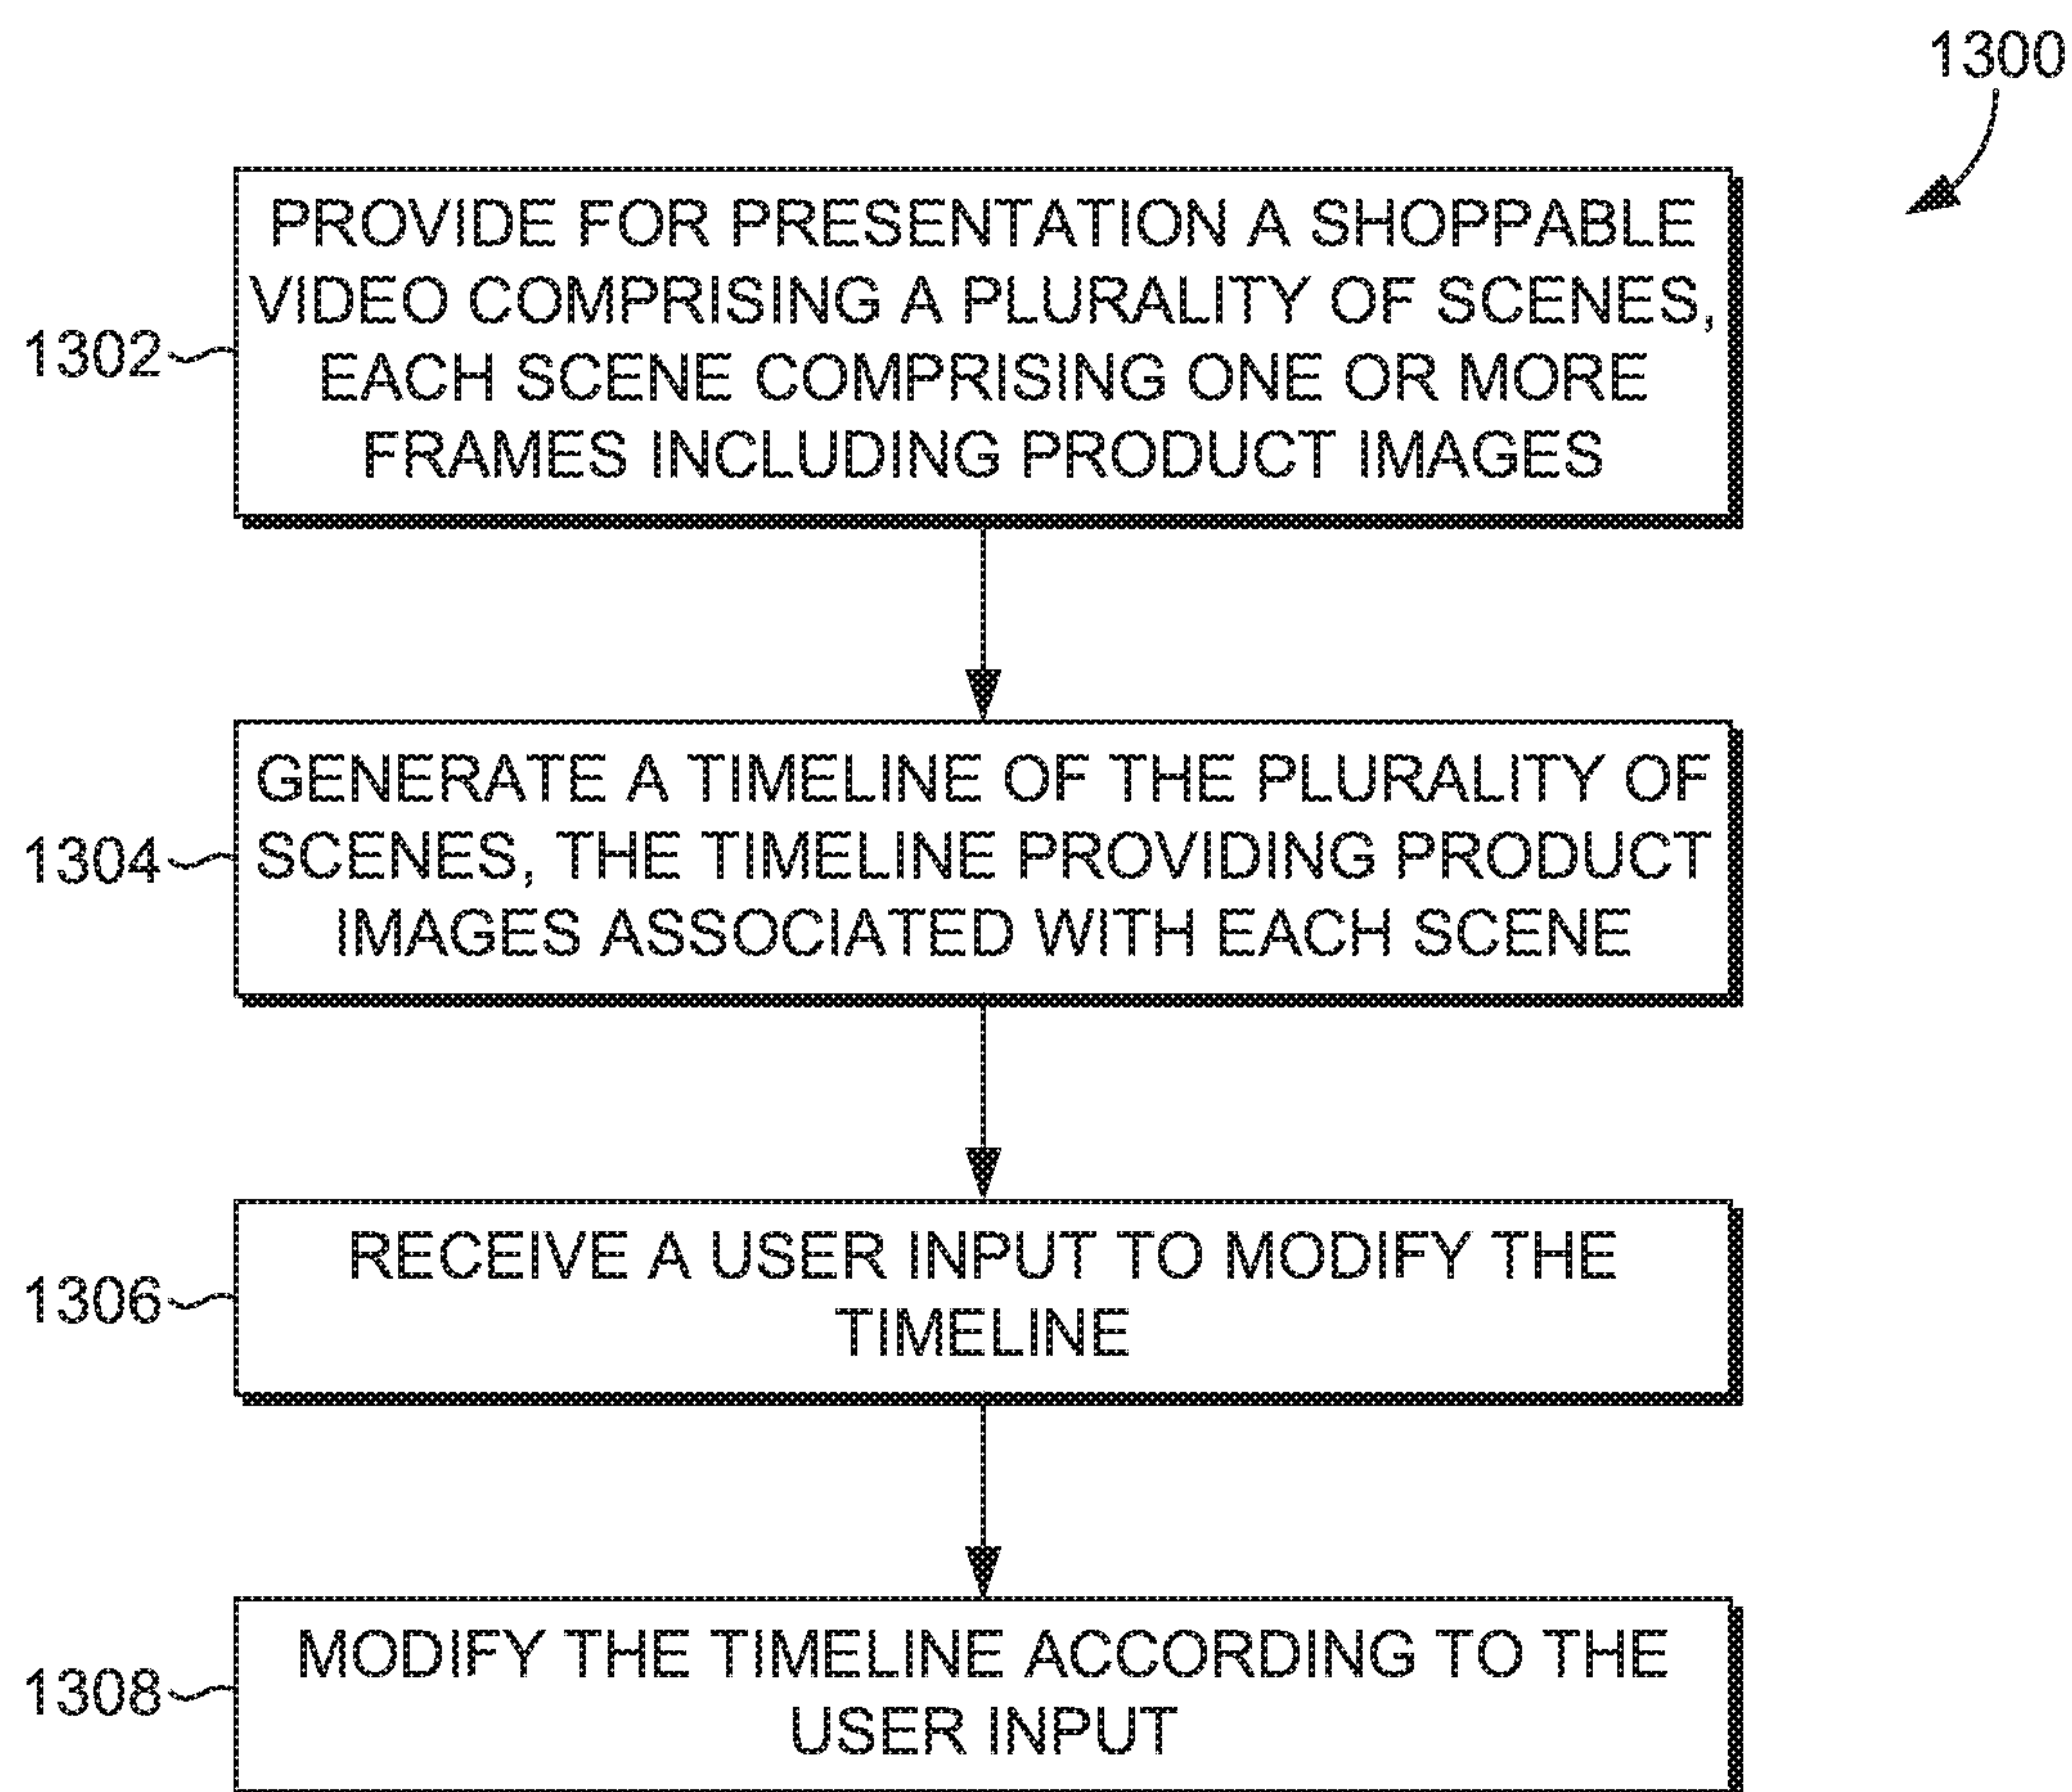 1300
PROVIDE FOR PRESENTATION A SHOPPABLE
VIDEO COMPRISING A PLURALITY OF SCENES,
EACH SCENE COMPRISING ONE OR MORE
FRAMES INCLUDING PRODUCT IMAGES
1302
GENERATE A TIMELINE OF THE PLURALITY OF
SCENES, THE TIMELINE PROVIDING PRODUCT
IMAGES ASSOCIATED WITH EACH SCENE
1304
RECEIVE A USER INPUT TO MODIFY THE
TIMELINE
1306
MODIFY THE TIMELINE ACCORDING TO THE
USER INPUT
1308